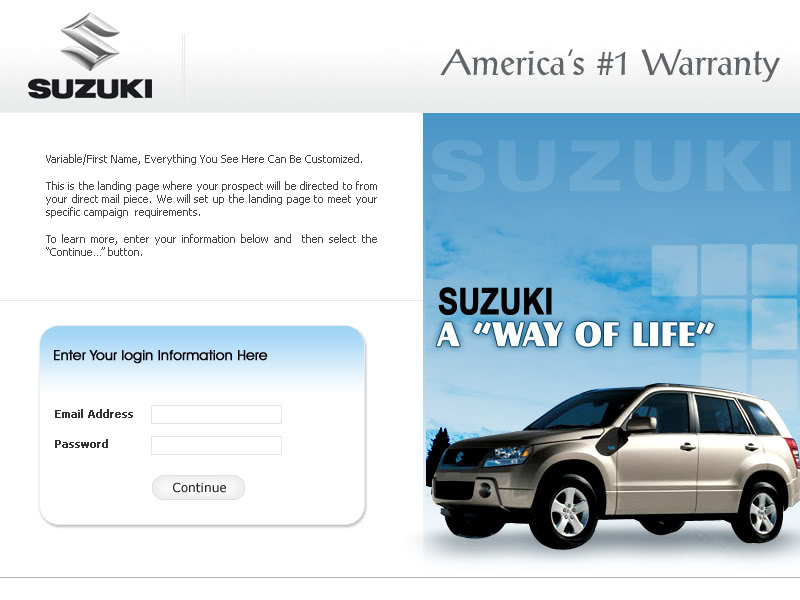 SUZUKI
America's #1 Warranty
Variable/First Name, Everything You See Here Can Be Customized.
This is the landing page where your prospect will be directed to from
your direct mail piece. We will set up the landing page to meet your
specific campaign requirements.
To learn more, enter your information below and then select the
"Continue..." button.
SUZUKI
SUZUKI
A "WAY OF LIFE"
Enter Your login Information Here
Email Address
Password
Continue